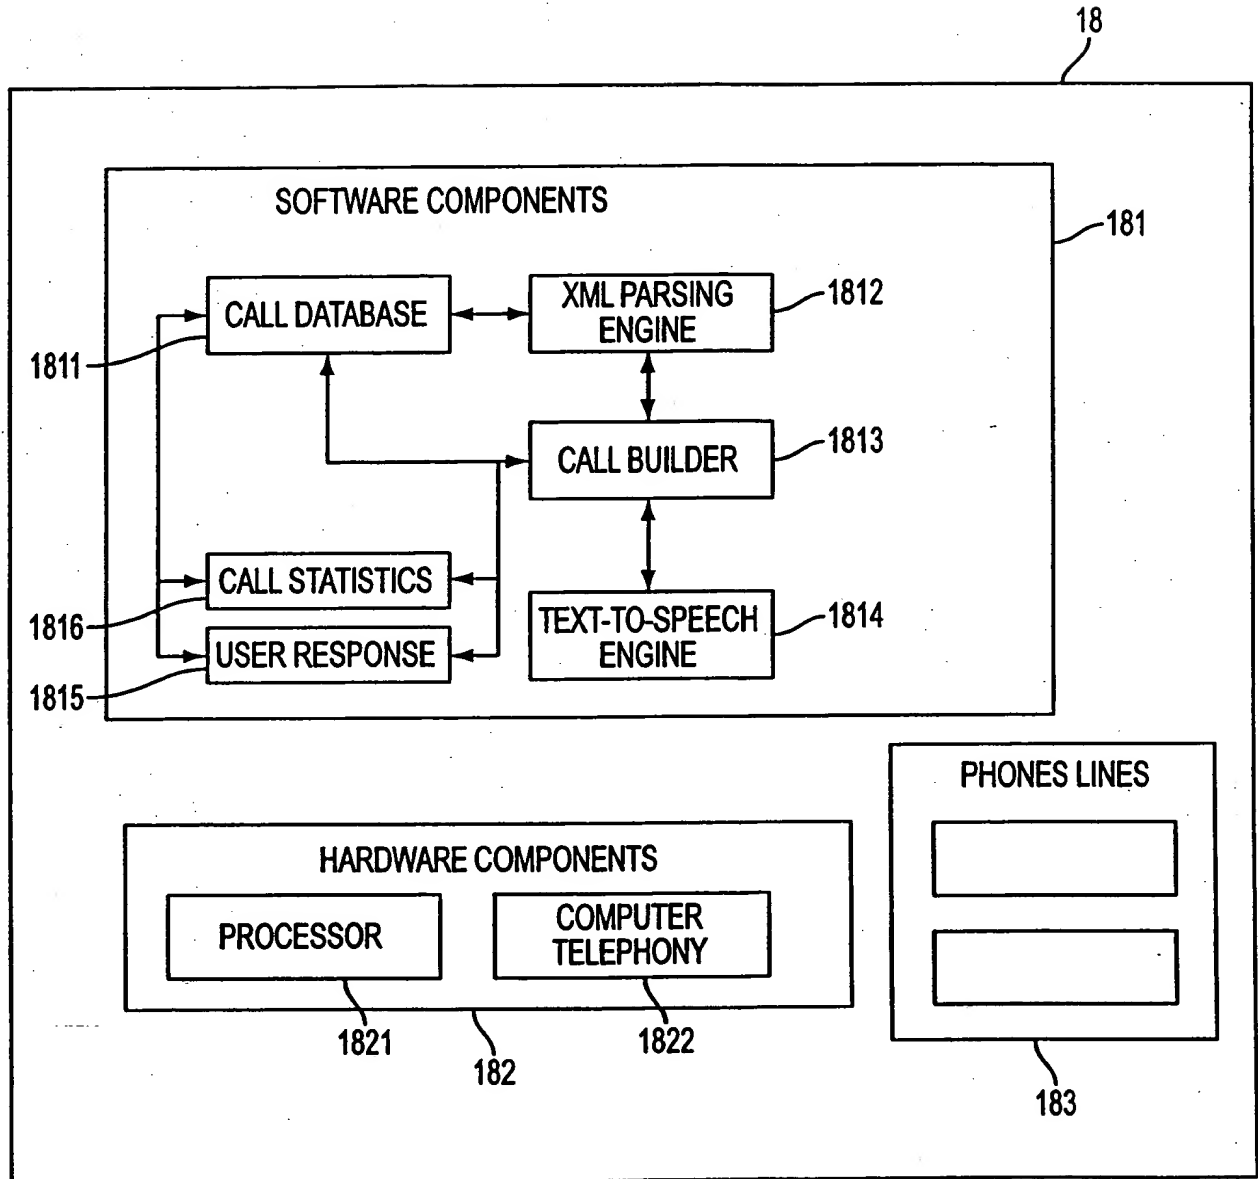 18
SOFTWARE COMPONENTS
181
CALL DATABASE
XML PARSING
ENGINE
1812
1811
CALL BUILDER
1813
CALL STATISTICS
1816
TEXT-TO-SPEECH
ENGINE
1814
USER RESPONSE
1815
PHONES LINES
HARDWARE COMPONENTS
PROCESSOR
COMPUTER
TELEPHONY
1821
182
1822
183